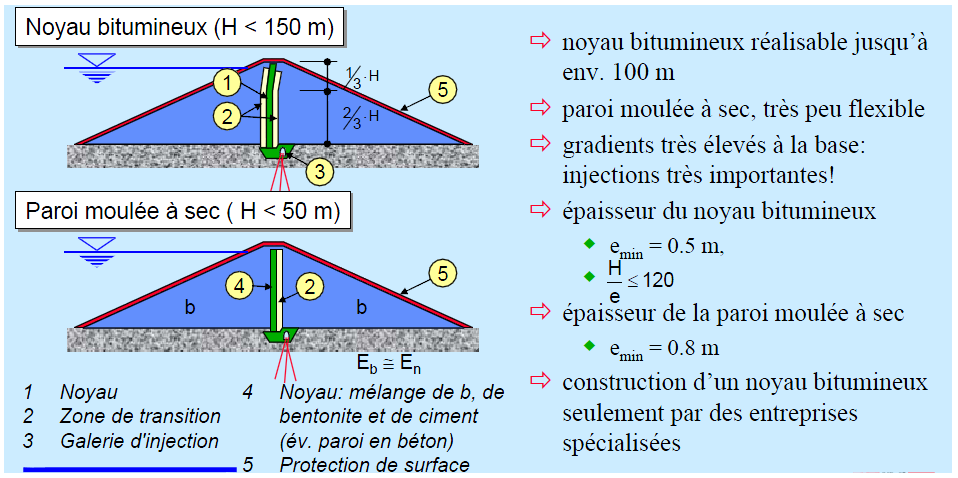 Noyau bitumineux (H < 150 m)
1
2
1/3·H
2/3·H
5
3
Paroi moulée à sec ( H < 50 m)
4
2
5
b
b
E_b ≅ E_n
1 Noyau
2 Zone de transition
3 Galerie d'injection
4 Noyau: mélange de b, de
bentonite et de ciment
(év. paroi en béton)
5 Protection de surface
⇨ noyau bitumineux réalisable jusqu'à
env. 100 m
⇨ paroi moulée à sec, très peu flexible
⇨ gradients très élevés à la base:
injections très importantes!
⇨ épaisseur du noyau bitumineux
◆ e_min = 0.5 m,
◆ H/e ≤ 120
⇨ épaisseur de la paroi moulée à sec
◆ e_min = 0.8 m
⇨ construction d'un noyau bitumineux
seulement par des entreprises
spécialisées